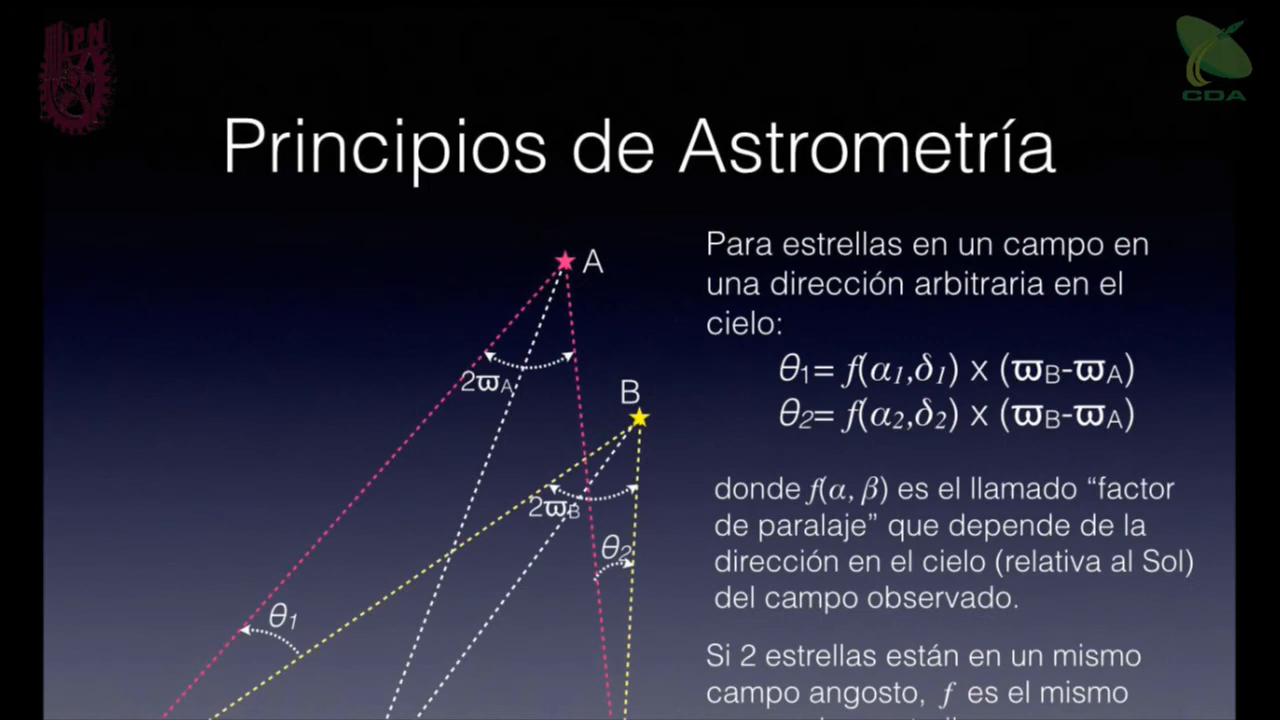 IPN
CDA
Principios de Astrometría
A
2ϖA
B
2ϖB
θ2
θ1
Para estrellas en un campo en
una dirección arbitraria en el
cielo:
θ1= f(α1,δ1) x (ϖB-ϖA)
θ2= f(α2,δ2) x (ϖB-ϖA)
donde f(α, β) es el llamado “factor
de paralaje” que depende de la
dirección en el cielo (relativa al Sol)
del campo observado.
Si 2 estrellas están en un mismo
campo angosto, f es el mismo